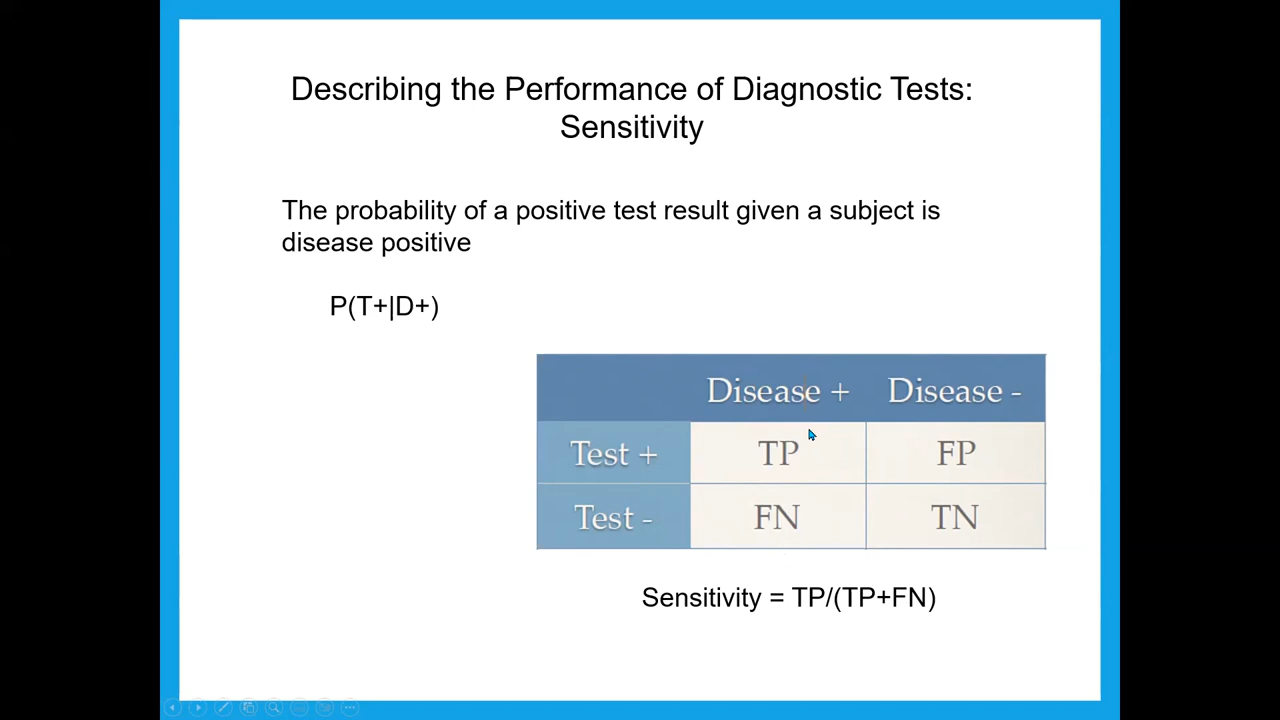 Describing the Performance of Diagnostic Tests:
Sensitivity
The probability of a positive test result given a subject is
disease positive
P(T+|D+)
Disease + Disease -
Test + TP FP
Test - FN TN
Sensitivity = TP/(TP+FN)